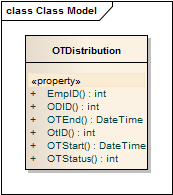 class Class Model
OTDistribution
«property»
+ EmpID() : int
+ ODID() : int
+ OTEnd() : DateTime
+ OtID() : int
+ OTStart() : DateTime
+ OTStatus() : int